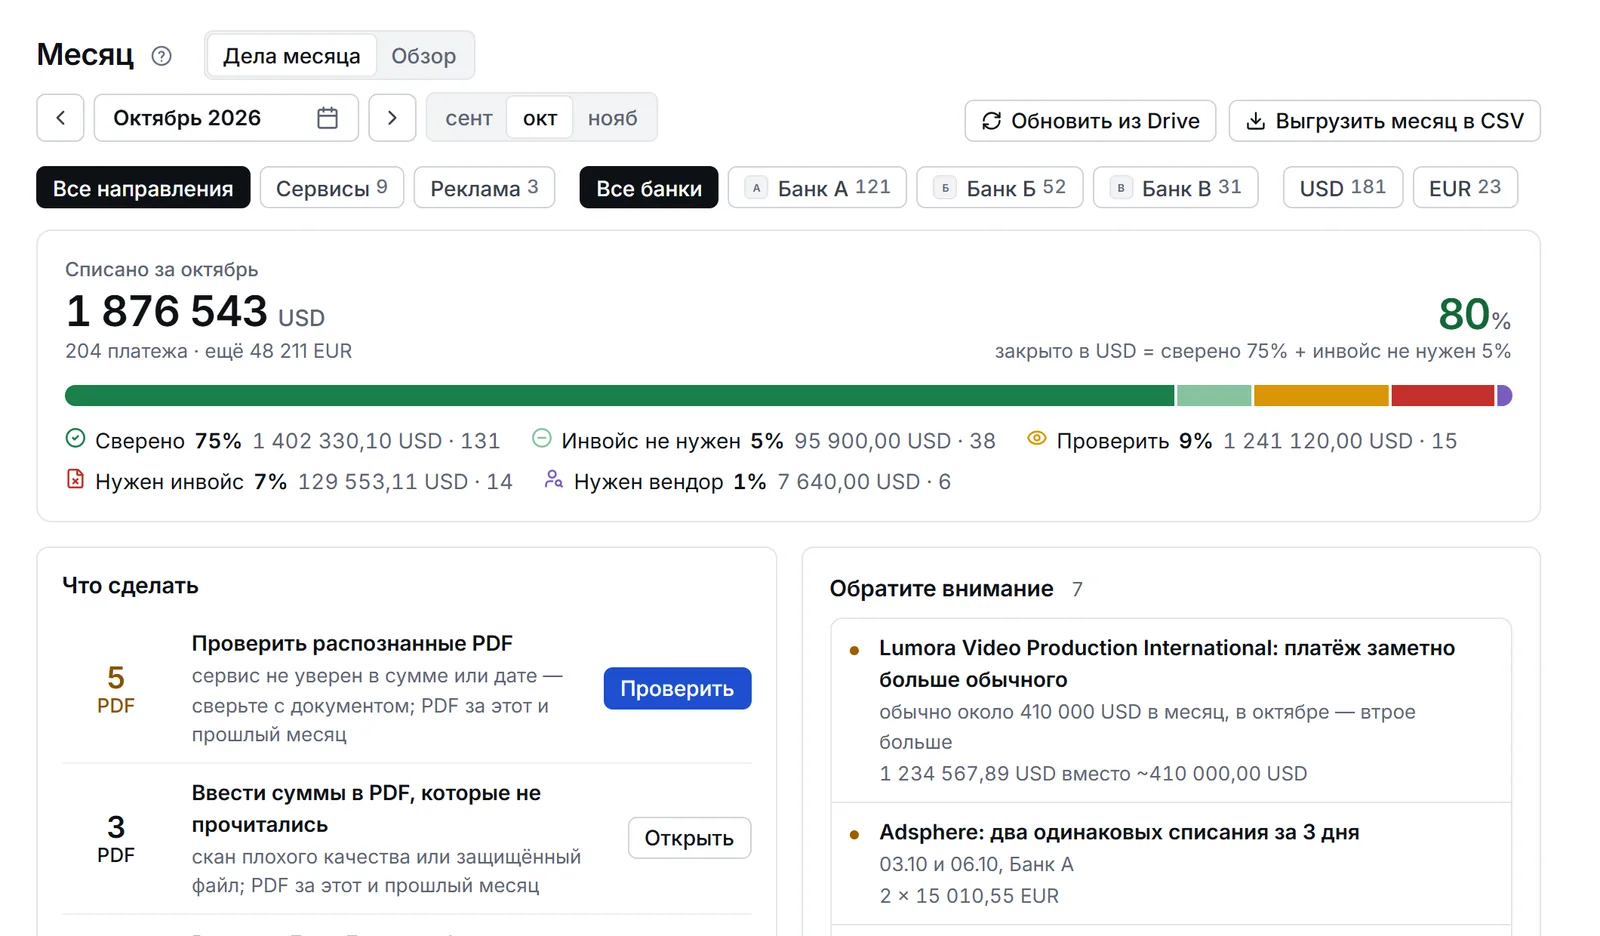 Месяц
Дела месяца
Обзор
Октябрь 2026
сент
окт
нояб
Обновить из Drive
Выгрузить месяц в CSV
Все направления
Сервисы 9
Реклама 3
Все банки
А Банк А 121
Б Банк Б 52
В Банк В 31
USD 181
EUR 23
Списано за октябрь
1 876 543 USD
204 платежа · ещё 48 211 EUR
80%
закрыто в USD = сверено 75% + инвойс не нужен 5%
Сверено 75% 1 402 330,10 USD · 131
Инвойс не нужен 5% 95 900,00 USD · 38
Проверить 9% 1 241 120,00 USD · 15
Нужен инвойс 7% 129 553,11 USD · 14
Нужен вендор 1% 7 640,00 USD · 6
Что сделать
5
PDF
Проверить распознанные PDF
сервис не уверен в сумме или дате —
сверьте с документом; PDF за этот и
прошлый месяц
Проверить
3
PDF
Ввести суммы в PDF, которые не
прочитались
скан плохого качества или защищённый
файл; PDF за этот и прошлый месяц
Открыть
Обратите внимание 7
Lumora Video Production International: платёж заметно
больше обычного
обычно около 410 000 USD в месяц, в октябре — втрое
больше
1 234 567,89 USD вместо ~410 000,00 USD
Adsphere: два одинаковых списания за 3 дня
03.10 и 06.10, Банк А
2 × 15 010,55 EUR